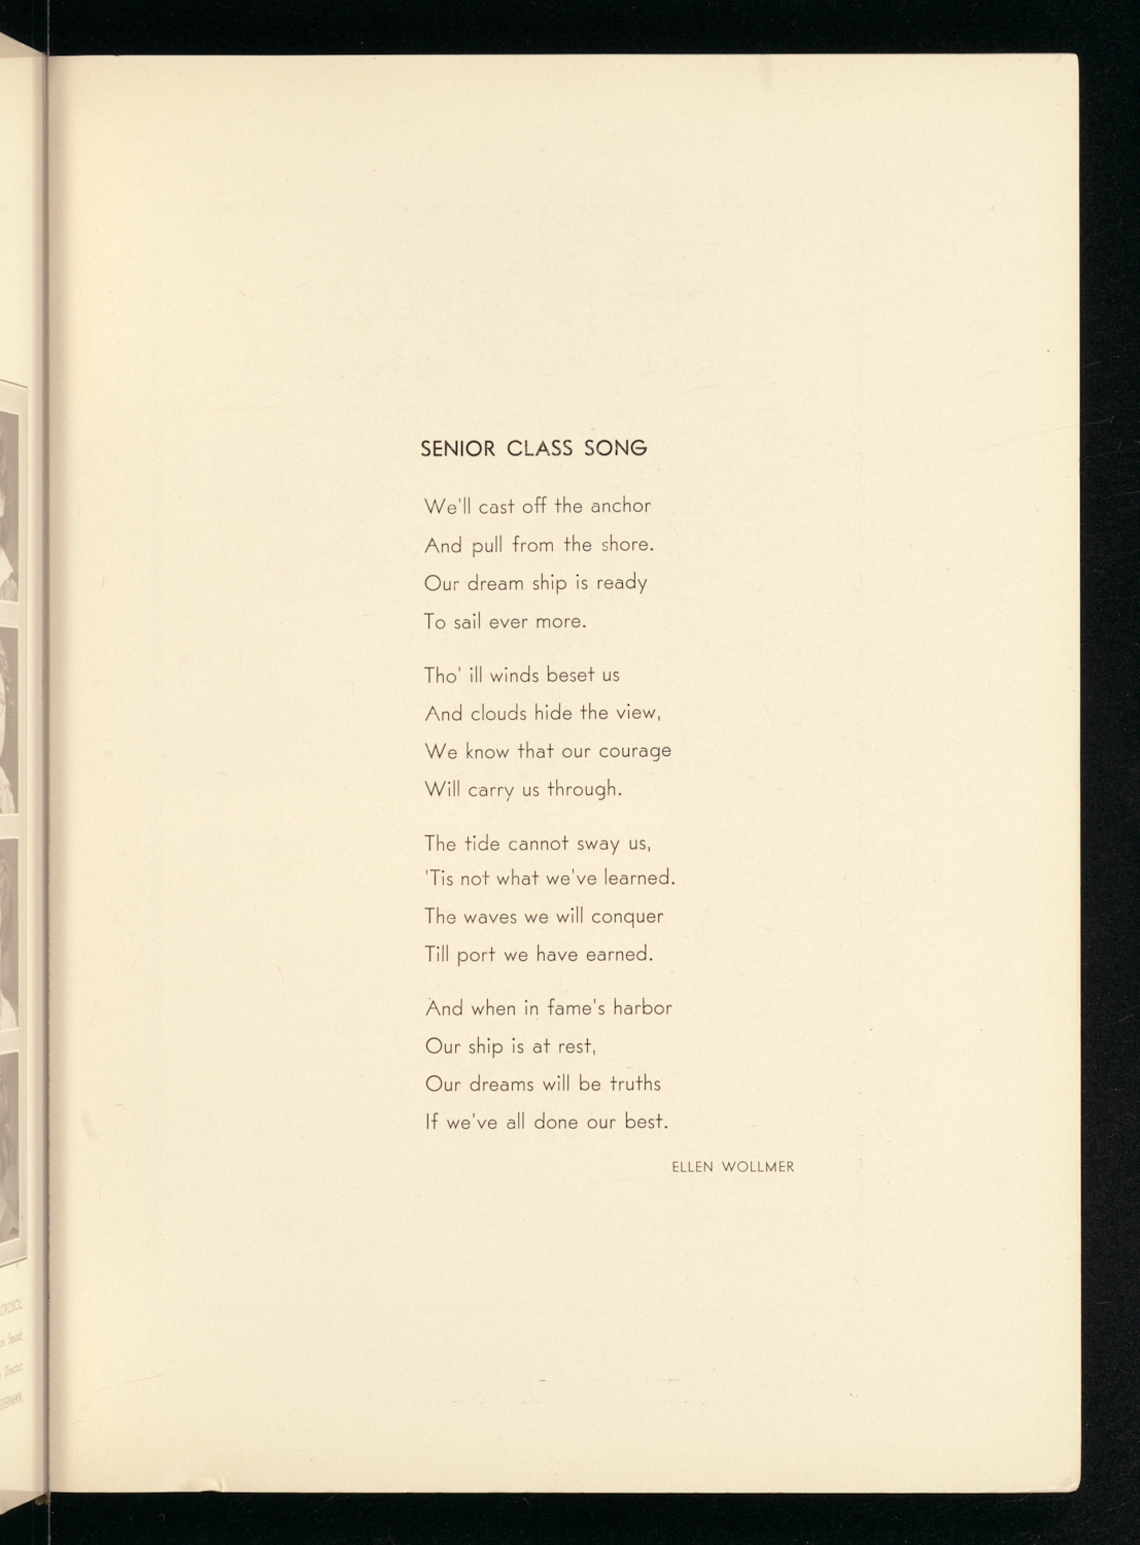 SENIOR CLASS SONG
We'll cast off the anchor
And pull from the shore.
Our dream ship is ready
To sail ever more.
Tho' ill winds beset us
And clouds hide the view,
We know that our courage
Will carry us through.
The tide cannot sway us,
'Tis not what we've learned.
The waves we will conquer
Till port we have earned.
And when in fame's harbor
Our ship is at rest,
Our dreams will be truths
If we've all done our best.
ELLEN WOLLMER
Squad
Director